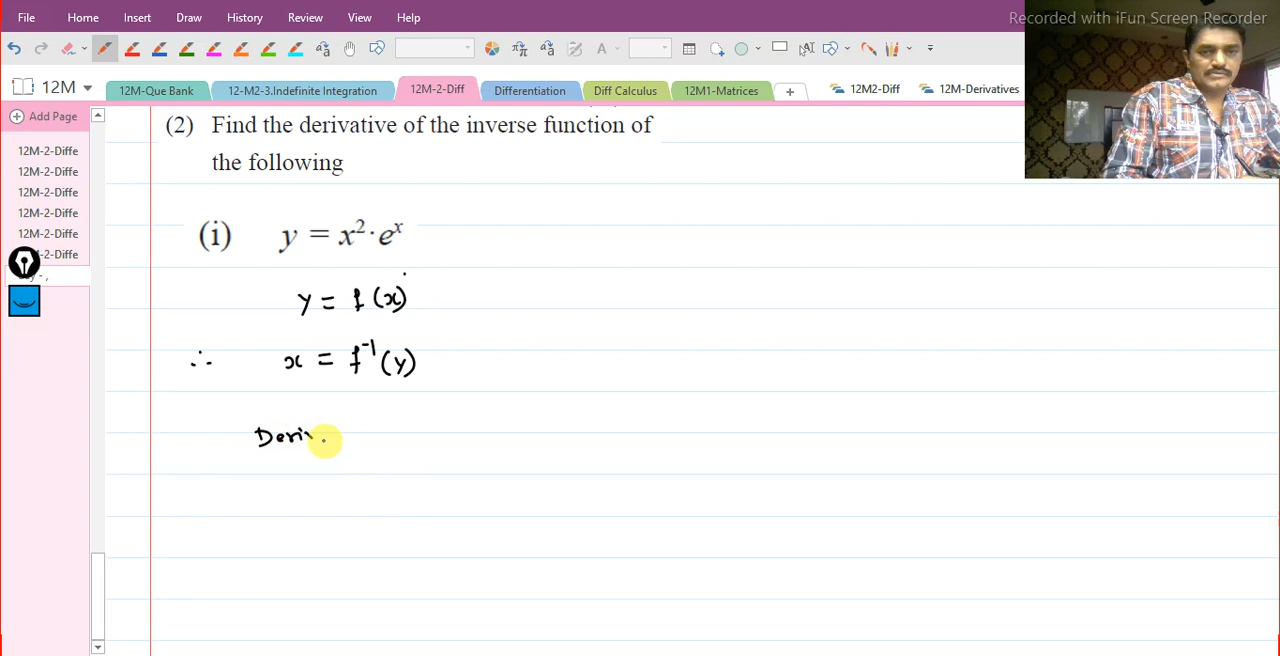 File Home Insert Draw History Review View Help
Recorded with iFun Screen Recorder
12M 12M-Que Bank 12-M2-3.Indefinite Integration 12M-2-Diff Differentiation Diff Calculus 12M1-Matrices + 12M2-Diff 12M-Derivatives
Add Page
12M-2-Diffe
12M-2-Diffe
12M-2-Diffe
12M-2-Diffe
12M-2-Diffe
(2) Find the derivative of the inverse function of
the following
(i) y = x²·eˣ
y = f(x)
∴ x = f⁻¹(y)
Deriv